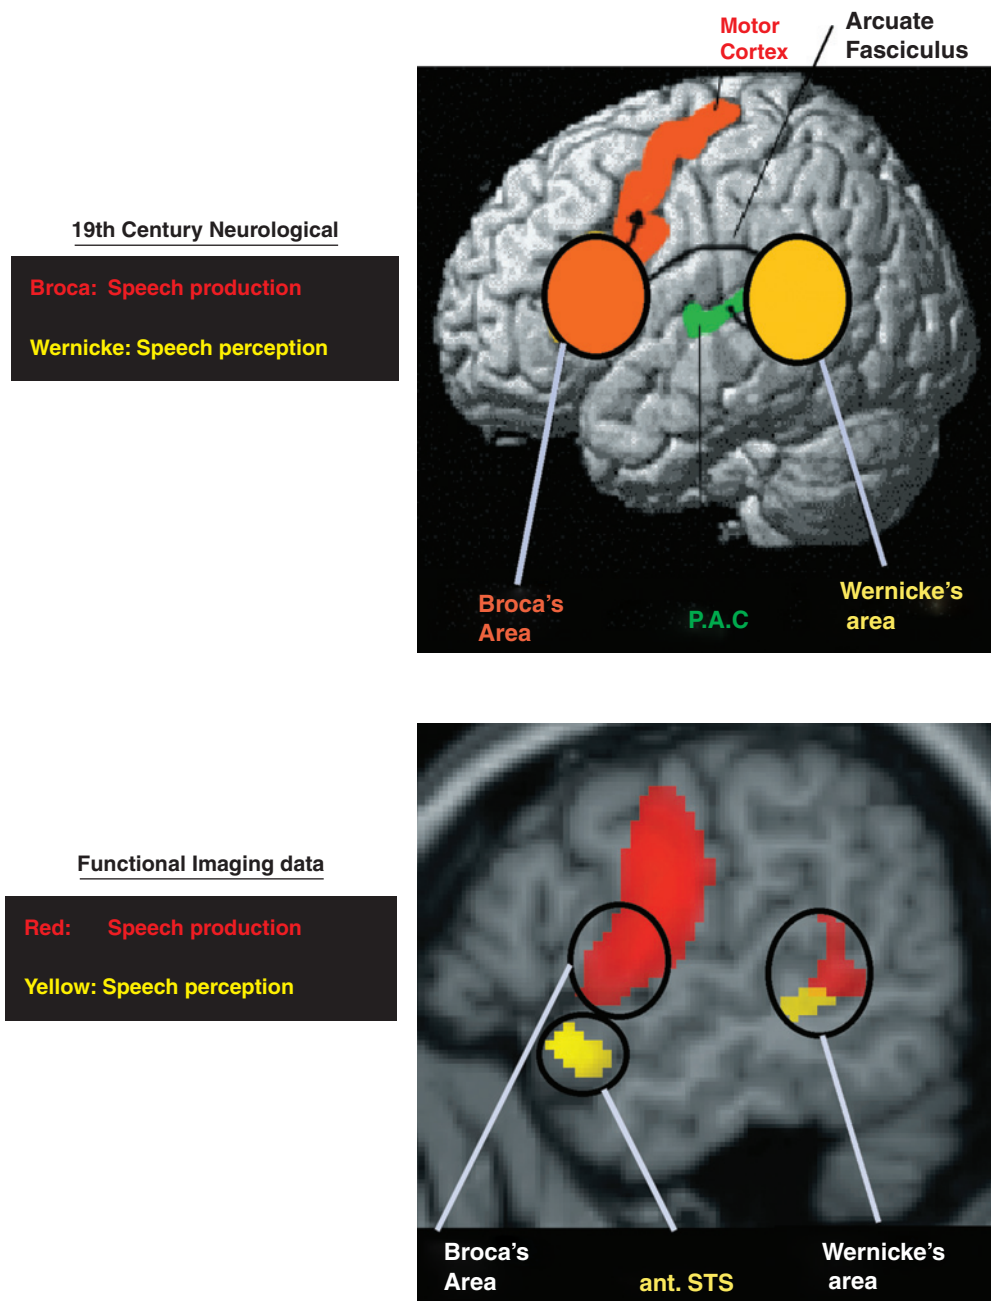 Motor
Cortex
Arcuate
Fasciculus
19th Century Neurological
Broca: Speech production
Wernicke: Speech perception
Broca's
Area
P.A.C
Wernicke's
area
Functional Imaging data
Red: Speech production
Yellow: Speech perception
Broca's
Area
ant. STS
Wernicke's
area